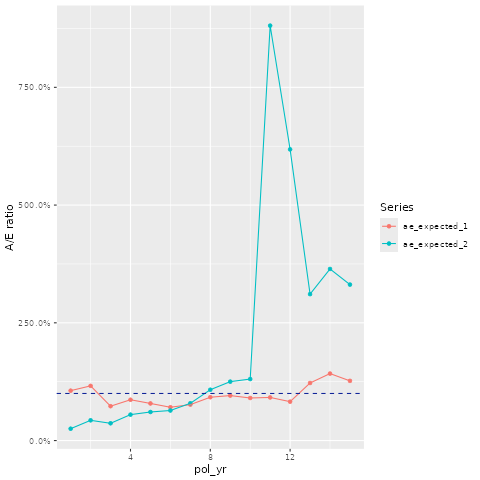 750.0%
500.0%
250.0%
0.0%
A/E ratio
4
8
12
pol_yr
Series
ae_expected_1
ae_expected_2